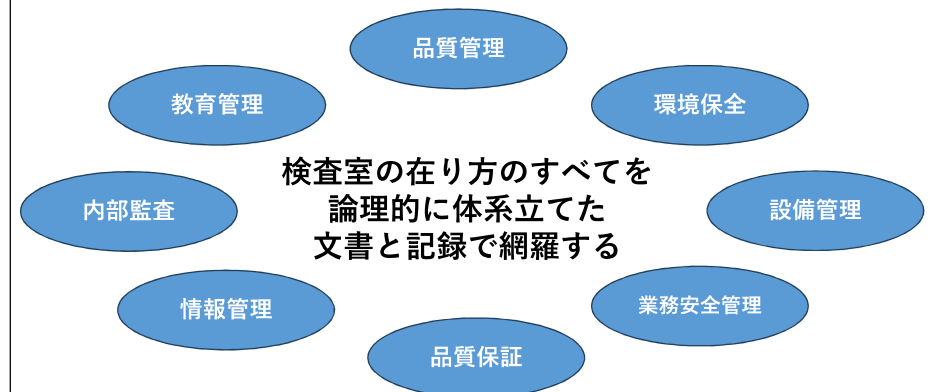 品質管理
教育管理
環境保全
検査室の在り方のすべてを
論理的に体系立てた
文書と記録で網羅する
内部監査
設備管理
情報管理
業務安全管理
品質保証